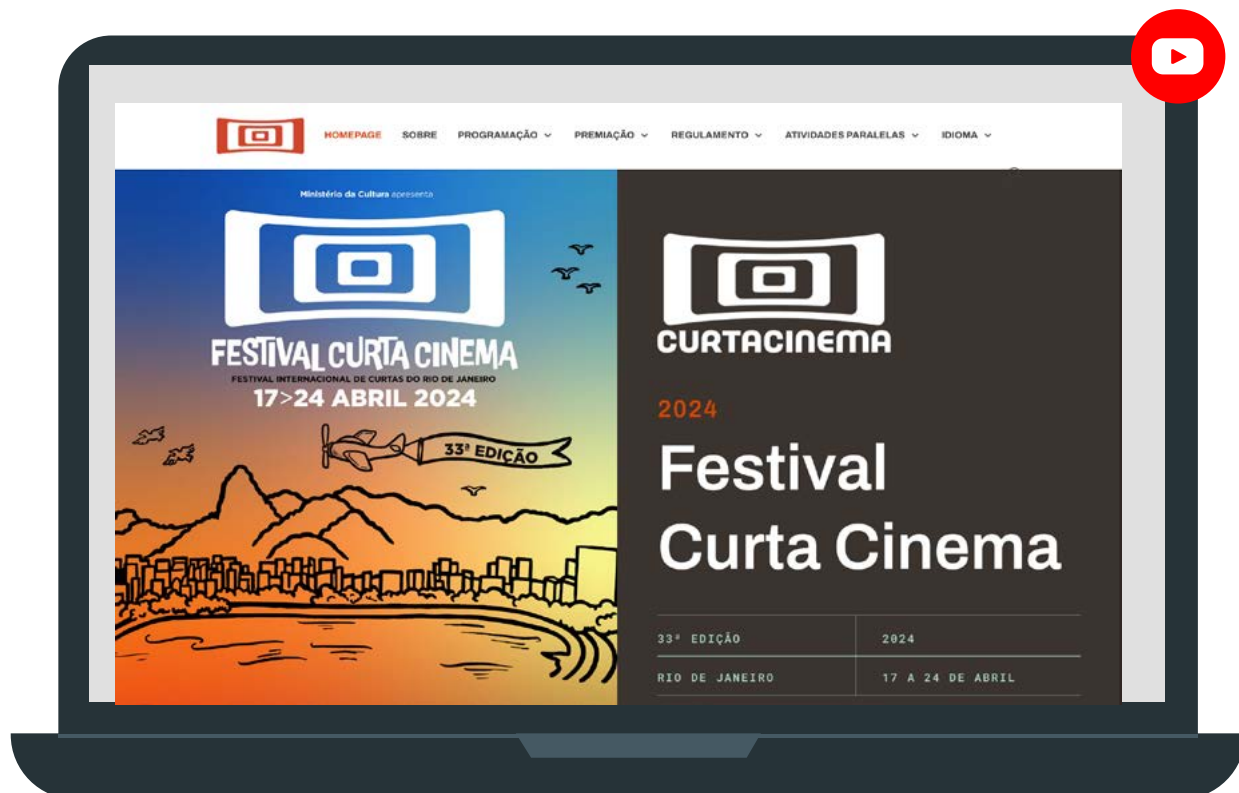 HOMEPAGE SOBRE PROGRAMAÇÃO PREMIAÇÃO REGULAMENTO ATIVIDADES PARALELAS IDIOMA
Ministério da Cultura apresenta
FESTIVAL CURTA CINEMA
FESTIVAL INTERNACIONAL DE CURTAS DO RIO DE JANEIRO
17>24 ABRIL 2024
33ª EDIÇÃO
CURTACINEMA
2024
Festival
Curta Cinema
33ª EDIÇÃO 2024
RIO DE JANEIRO 17 A 24 DE ABRIL